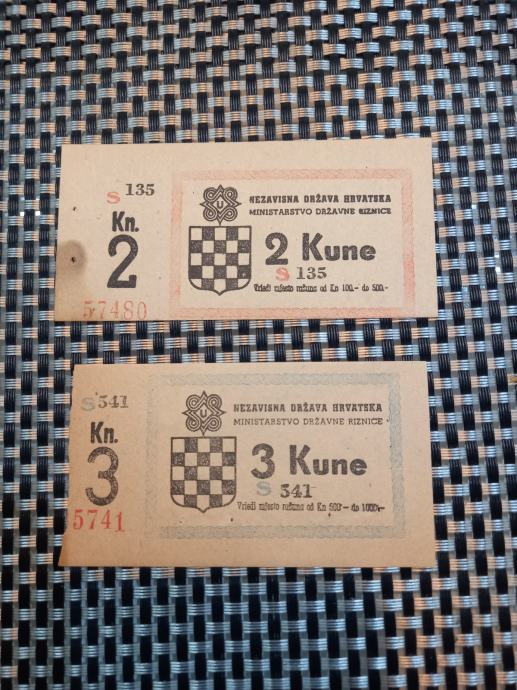 S 135
Kn.
2
57480
U
NEZAVISNA DRŽAVA HRVATSKA
MINISTARSTVO DRŽAVNE RIZNICE
2 Kune
S 135
Vriedi mjesto računa od Kn 100.- do 500.-
S 341
Kn.
3
5741
U
NEZAVISNA DRŽAVA HRVATSKA
MINISTARSTVO DRŽAVNE RIZNICE
3 Kune
S 341
Vriedi mjesto računa od Kn 500- do 1000.-